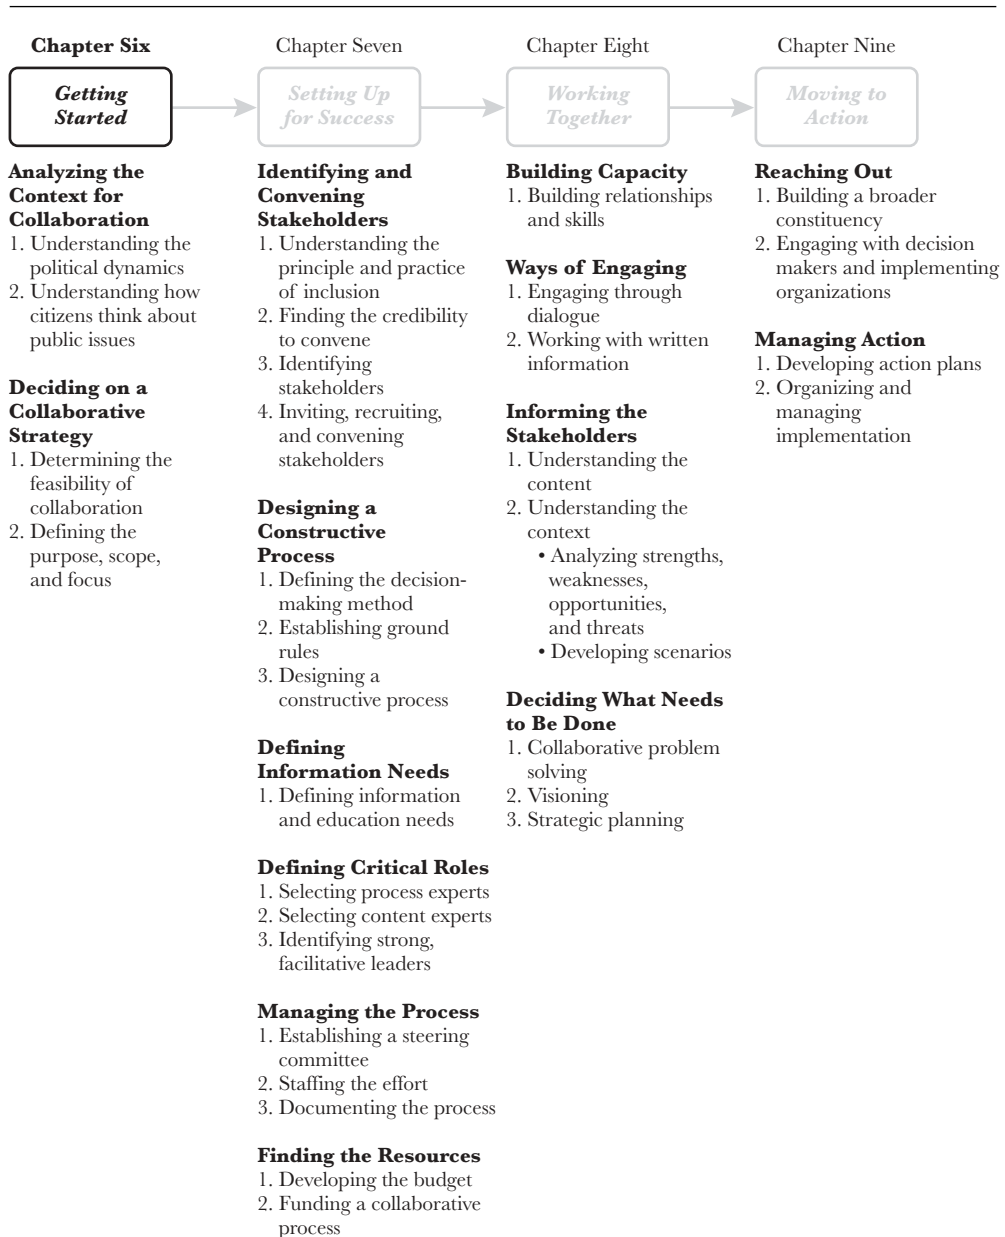 Chapter Six
Getting
Started
Analyzing the
Context for
Collaboration
1. Understanding the
political dynamics
2. Understanding how
citizens think about
public issues
Deciding on a
Collaborative
Strategy
1. Determining the
feasibility of
collaboration
2. Defining the
purpose, scope,
and focus
Chapter Seven
Setting Up
for Success
Identifying and
Convening
Stakeholders
1. Understanding the
principle and practice
of inclusion
2. Finding the credibility
to convene
3. Identifying
stakeholders
4. Inviting, recruiting,
and convening
stakeholders
Designing a
Constructive
Process
1. Defining the decision-
making method
2. Establishing ground
rules
3. Designing a
constructive process
Defining
Information Needs
1. Defining information
and education needs
Defining Critical Roles
1. Selecting process experts
2. Selecting content experts
3. Identifying strong,
facilitative leaders
Managing the Process
1. Establishing a steering
committee
2. Staffing the effort
3. Documenting the process
Finding the Resources
1. Developing the budget
2. Funding a collaborative
process
Chapter Eight
Working
Together
Building Capacity
1. Building relationships
and skills
Ways of Engaging
1. Engaging through
dialogue
2. Working with written
information
Informing the
Stakeholders
1. Understanding the
content
2. Understanding the
context
• Analyzing strengths,
weaknesses,
opportunities,
and threats
• Developing scenarios
Deciding What Needs
to Be Done
1. Collaborative problem
solving
2. Visioning
3. Strategic planning
Chapter Nine
Moving to
Action
Reaching Out
1. Building a broader
constituency
2. Engaging with decision
makers and implementing
organizations
Managing Action
1. Developing action plans
2. Organizing and
managing
implementation